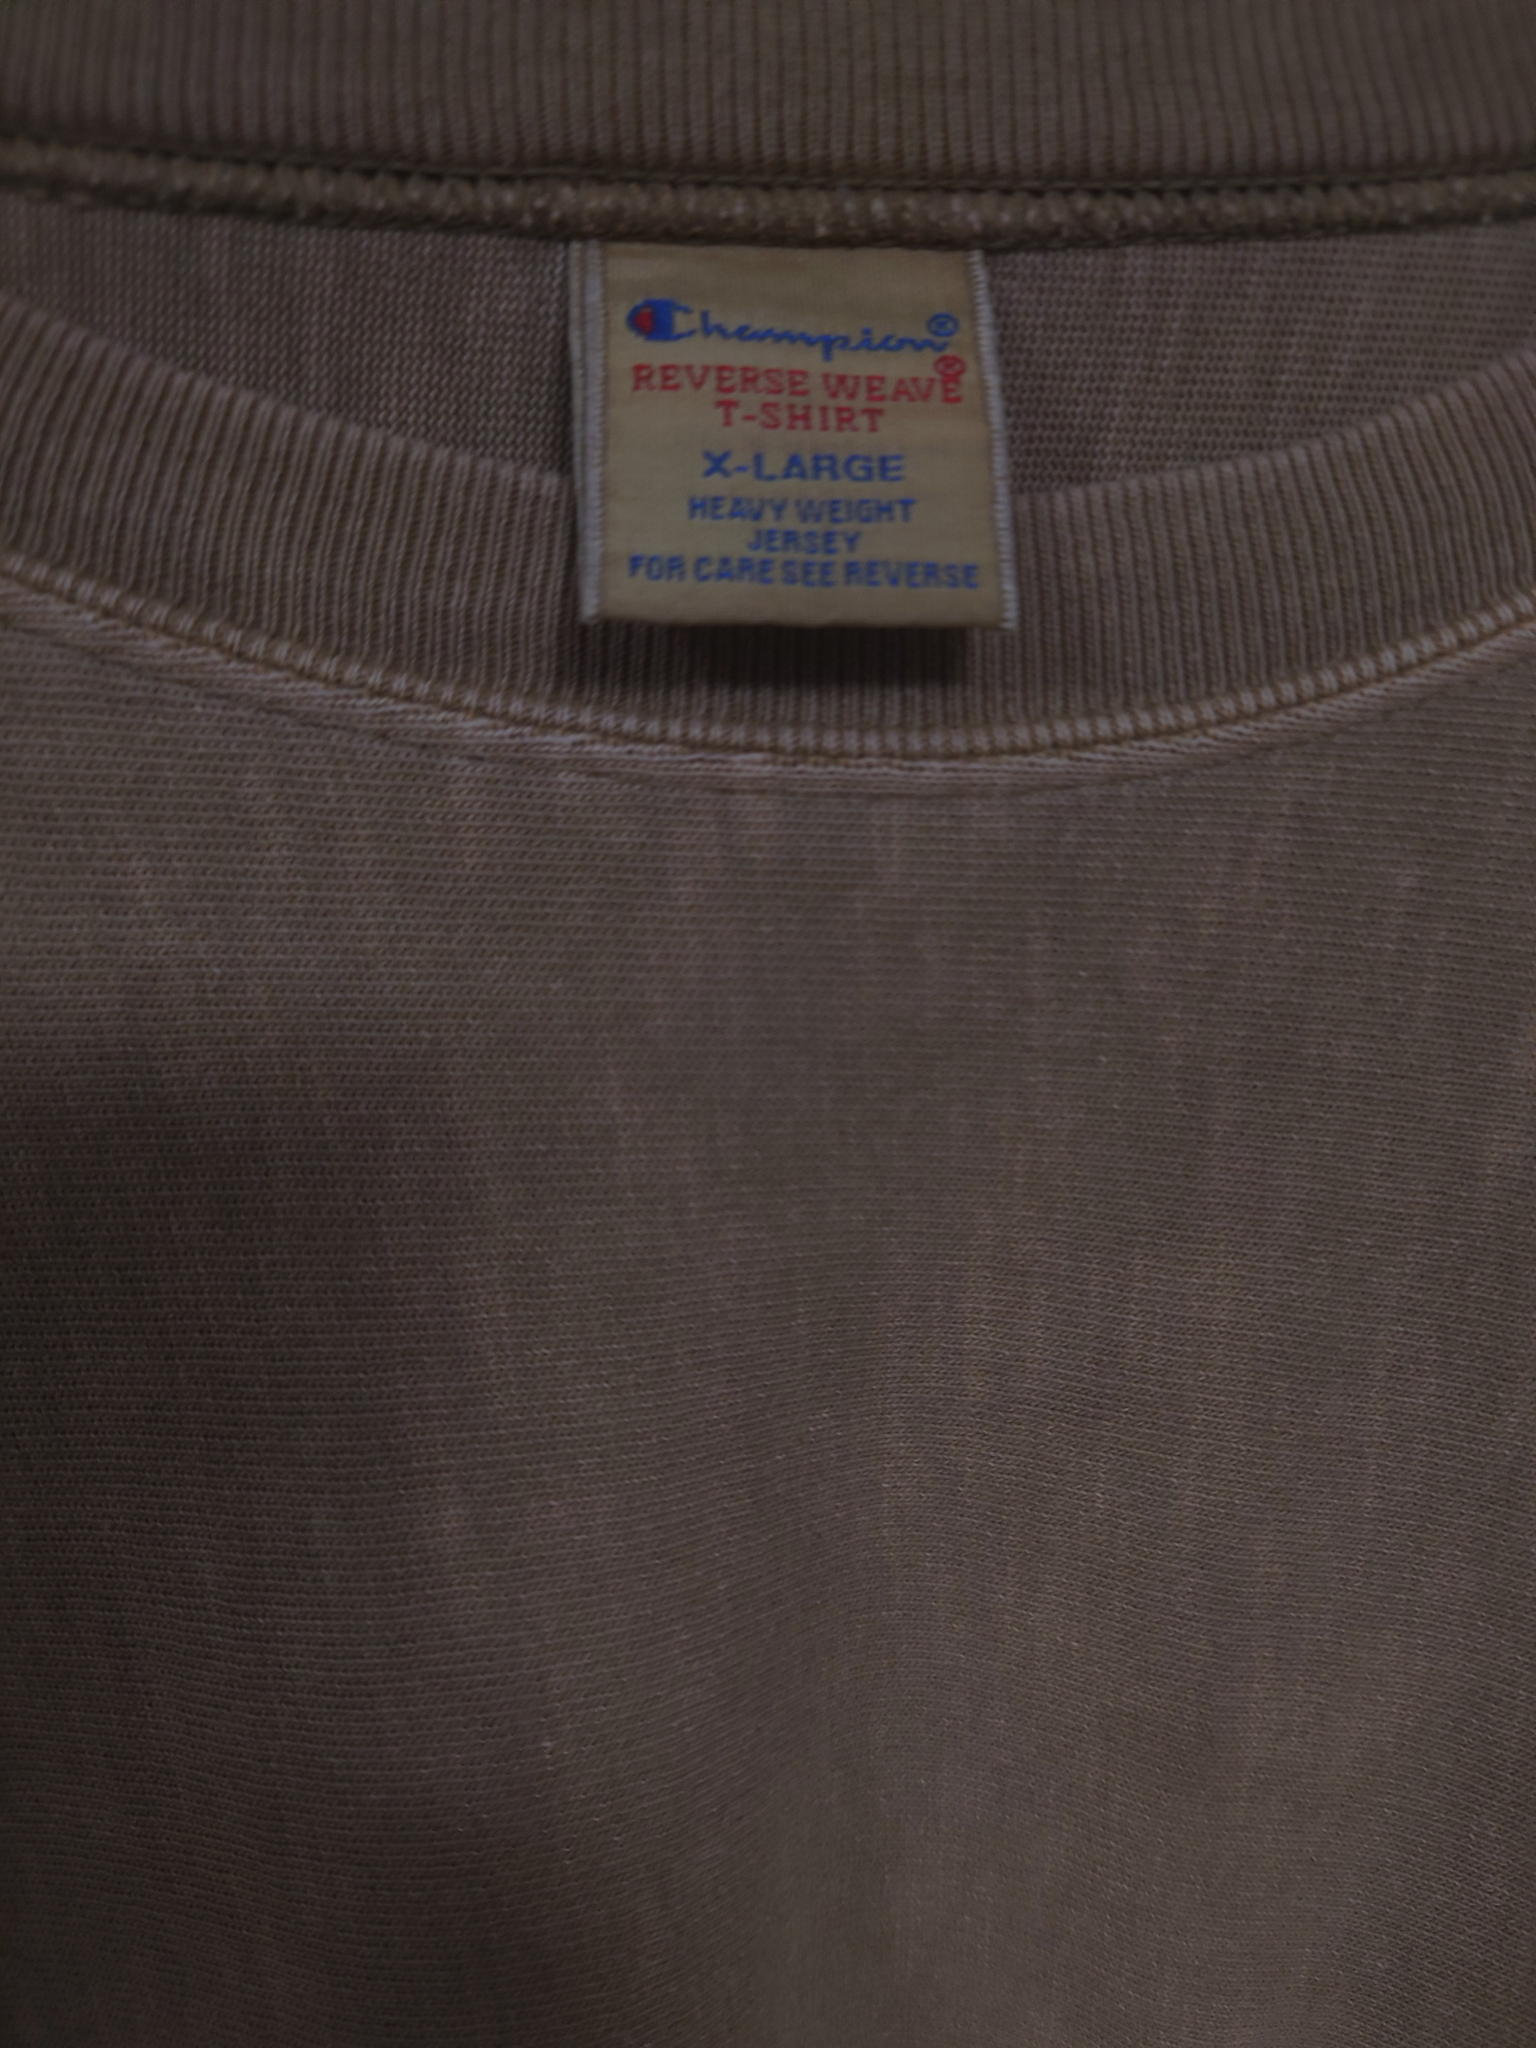 Champion®
REVERSE WEAVE®
T-SHIRT
X-LARGE
HEAVY WEIGHT
JERSEY
FOR CARE SEE REVERSE